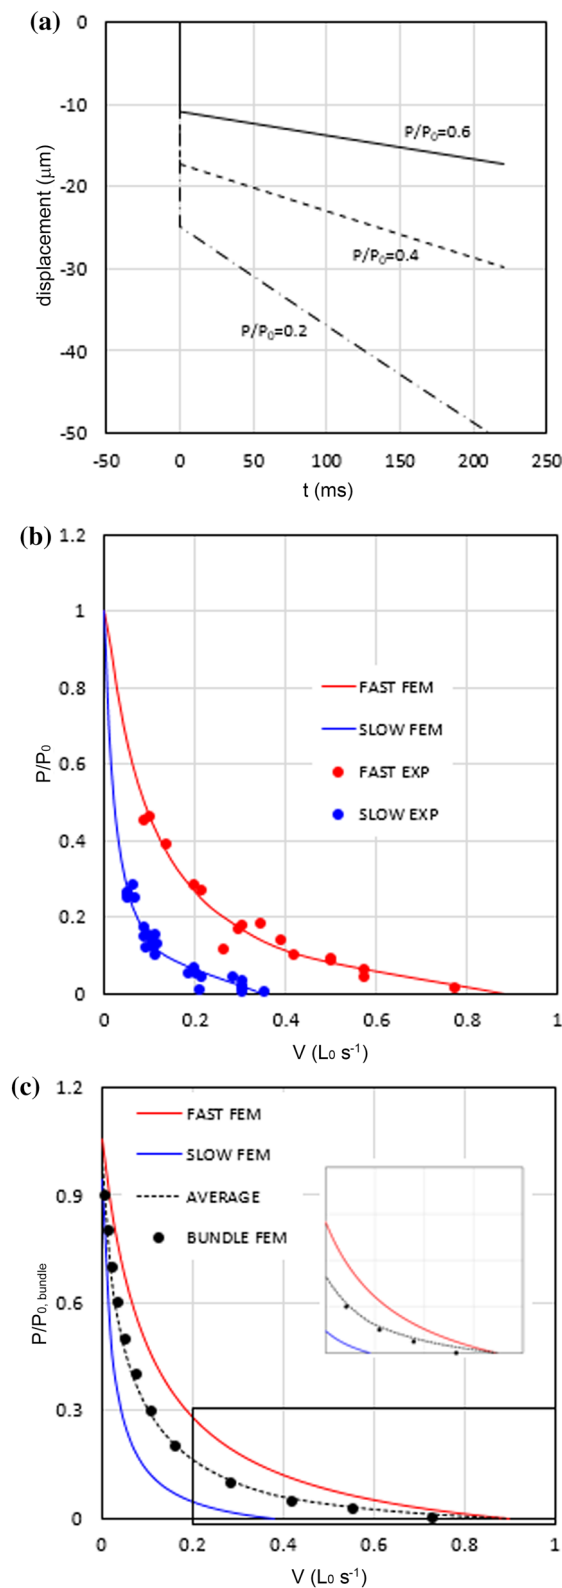 (a)
0
-10
-20
-30
-40
-50
displacement (μm)
P/P0=0.6
P/P0=0.4
P/P0=0.2
-50 0 50 100 150 200 250
t (ms)
(b)
1.2
1
0.8
0.6
0.4
0.2
0
P/P0
FAST FEM
SLOW FEM
FAST EXP
SLOW EXP
0 0.2 0.4 0.6 0.8 1
V (L0 s-1)
(c)
1.2
0.9
0.6
0.3
0
P/P0, bundle
FAST FEM
SLOW FEM
AVERAGE
BUNDLE FEM
0 0.2 0.4 0.6 0.8 1
V (L0 s-1)